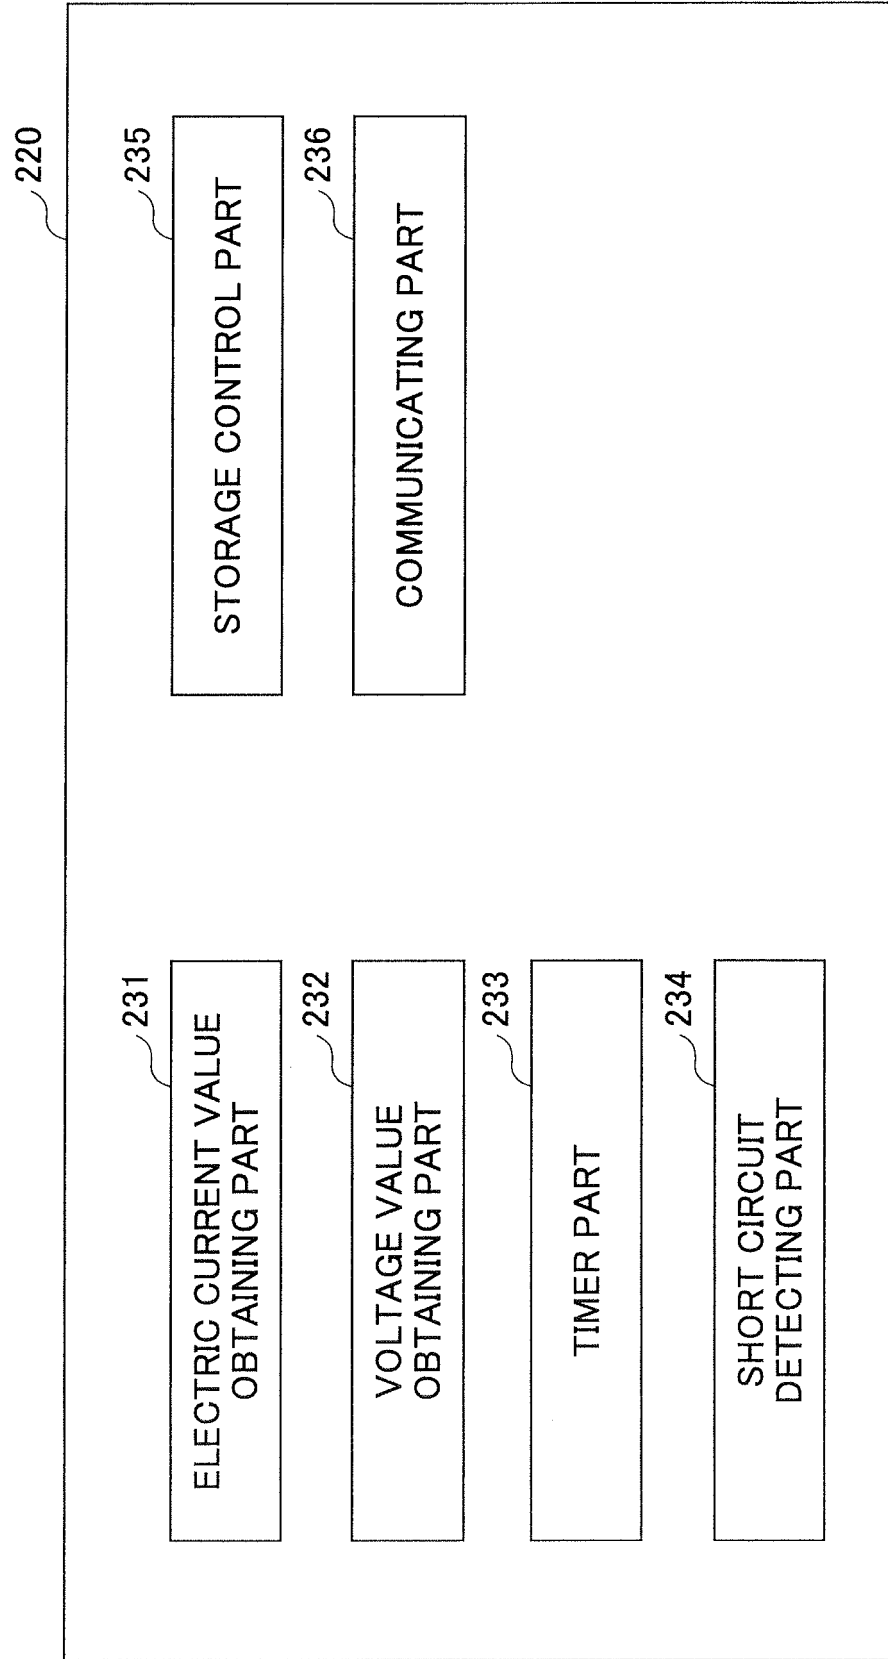 220
231
ELECTRIC CURRENT VALUE
OBTAINING PART
232
VOLTAGE VALUE
OBTAINING PART
233
TIMER PART
234
SHORT CIRCUIT
DETECTING PART
235
STORAGE CONTROL PART
236
COMMUNICATING PART